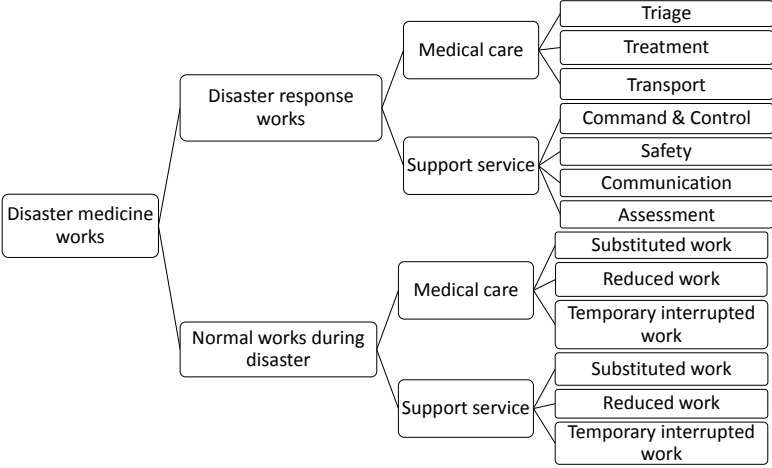 Disaster medicine
works
Disaster response
works
Medical care
Triage
Treatment
Transport
Support service
Command & Control
Safety
Communication
Assessment
Normal works during
disaster
Medical care
Substituted work
Reduced work
Temporary interrupted
work
Support service
Substituted work
Reduced work
Temporary interrupted
work